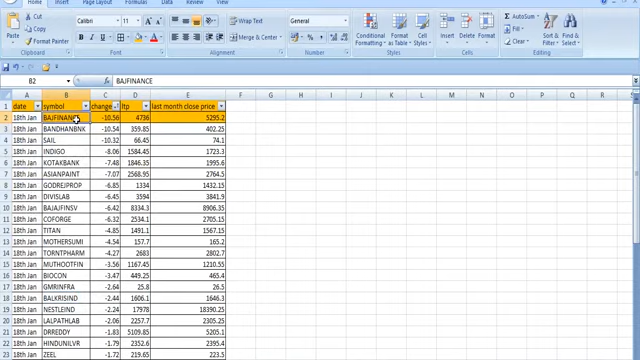 Home Insert Page Layout Formulas Data Review View
Cut
Copy
Paste
Format Painter
Clipboard
Calibri 11
B I U
Font
Wrap Text
Merge & Center
Alignment
General
Number
Conditional Formatting
Format as Table
Cell Styles
Styles
Insert Delete Format
Cells
AutoSum
Fill
Clear
Sort & Filter
Find & Select
Editing
B2 BAJFINANCE
A B C D E F G H I J K L M
1 date symbol change ltp last month close price
2 18th Jan BAJFINANCE -10.56 4736 5295.2
3 18th Jan BANDHANBNK -10.54 359.85 402.25
4 18th Jan SAIL -10.32 66.45 74.1
5 18th Jan INDIGO -8.06 1584.45 1723.3
6 18th Jan KOTAKBANK -7.48 1846.35 1995.6
7 18th Jan ASIANPAINT -7.07 2568.95 2764.5
8 18th Jan GODREJPROP -6.85 1334 1432.15
9 18th Jan DIVISLAB -6.45 3594 3841.9
10 18th Jan BAJAJFINSV -6.42 8334.3 8906.35
11 18th Jan COFORGE -6.32 2534.1 2705.15
12 18th Jan TITAN -4.85 1491.1 1567.15
13 18th Jan MOTHERSUMI -4.54 157.7 165.2
14 18th Jan TORNTPHARM -4.27 2683 2802.7
15 18th Jan MUTHOOTFIN -3.56 1167.45 1210.55
16 18th Jan BIOCON -3.47 449.25 465.4
17 18th Jan GMRINFRA -2.64 25.8 26.5
18 18th Jan BALKRISIND -2.44 1606.1 1646.3
19 18th Jan NESTLEIND -2.24 17978 18390.25
20 18th Jan LALPATHLAB -2.06 2257.7 2305.25
21 18th Jan DRREDDY -1.83 5109.85 5205.1
22 18th Jan HINDUNILVR -1.79 2352.6 2395.4
23 18th Jan ZEEL -1.72 219.65 223.5